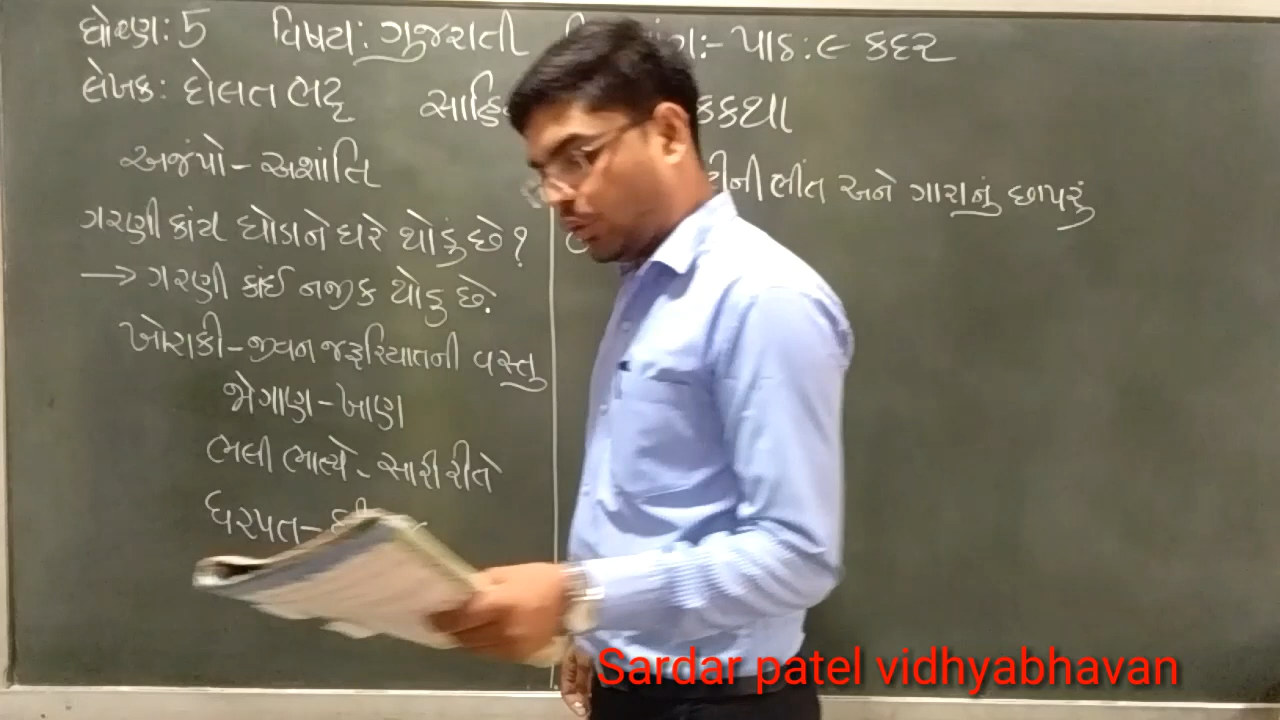 ધોરણ: 5 વિષય: ગુજરાતી પાઠ: ૯ કદર
લેખક: દોલત ભટ્ટ
અજંપો - અશાંતિ
ગરણી કાંય ઘોડાને ઘરે થોડું છે?
→ ગરણી કાંઈ નજીક થોડુ છે.
ખોરાકી - જીવન જરૂરિયાતની વસ્તુ
જોગાણ - ખાણ
ભલી ભાત્યે - સારી રીતે
ધરપત -
ભીંત અને ગારાનું છાપરું
Sardar patel vidhyabhavan